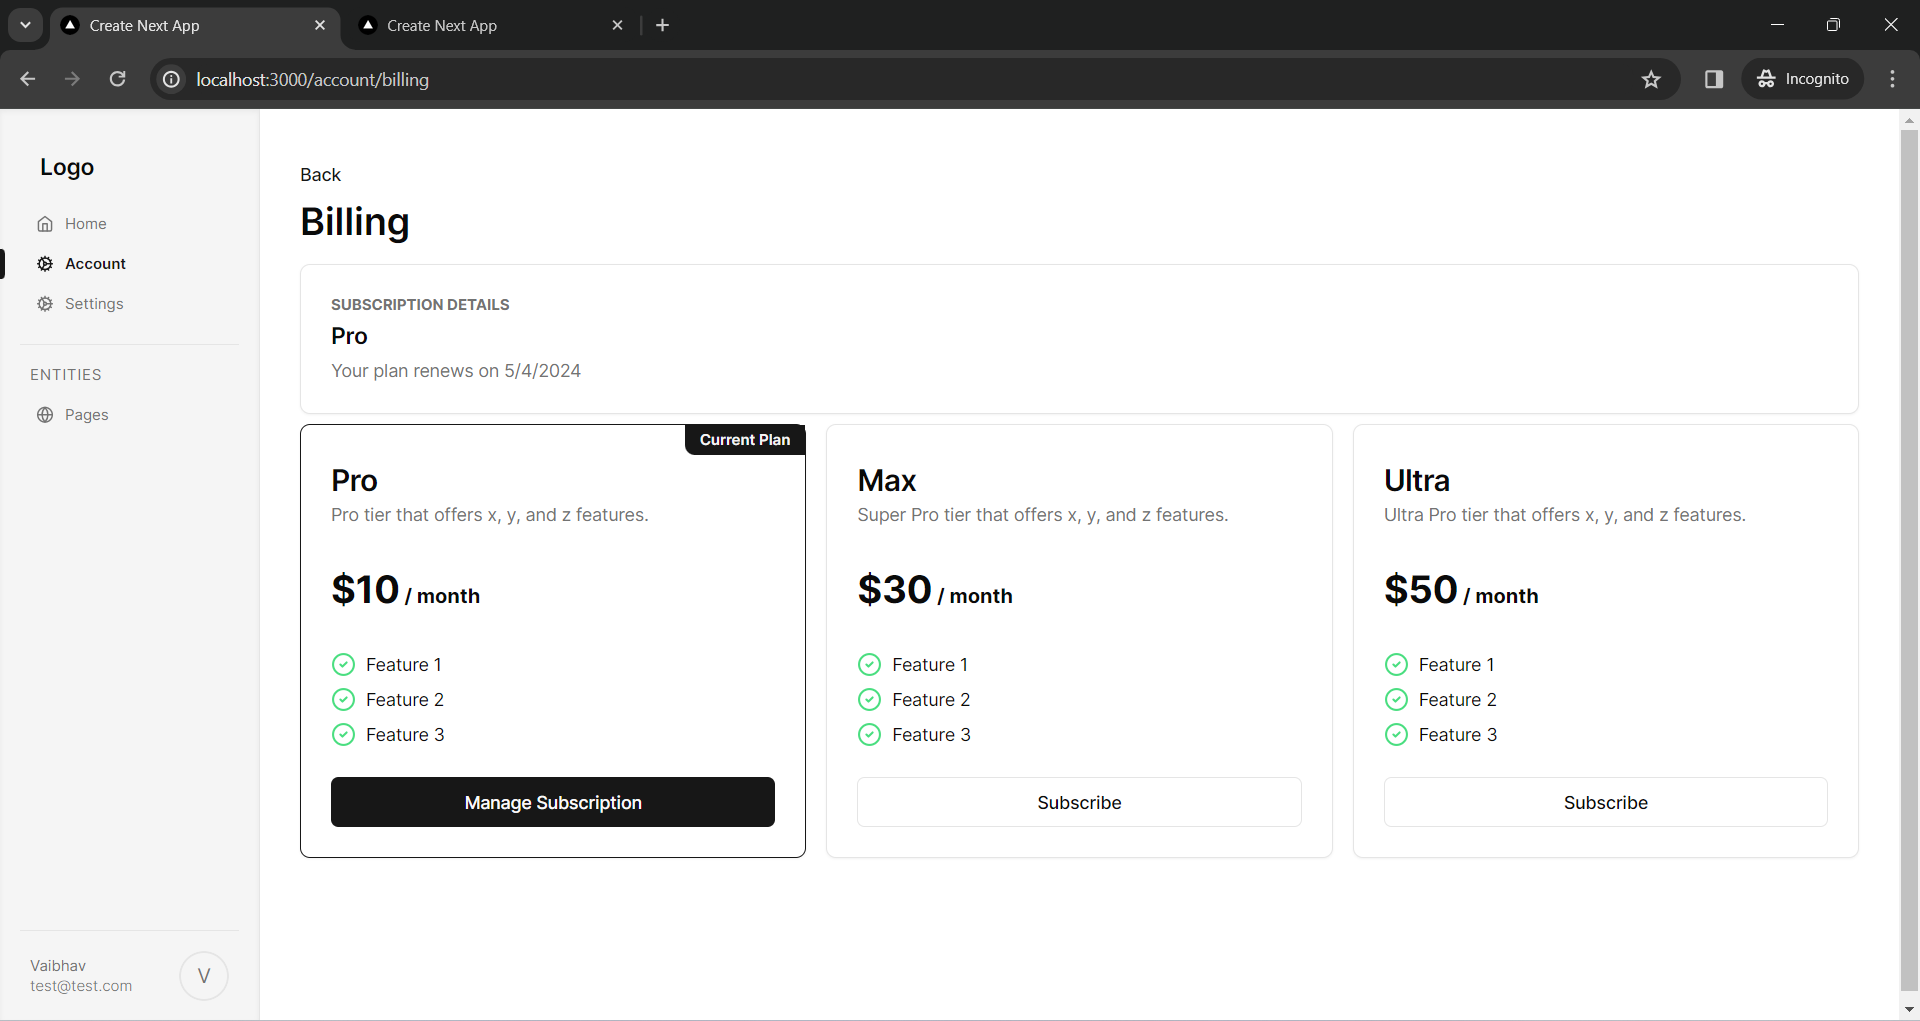 Create Next App
Create Next App
localhost:3000/account/billing
Incognito
Logo
Home
Account
Settings
ENTITIES
Pages
Vaibhav
test@test.com
V
Back
Billing
SUBSCRIPTION DETAILS
Pro
Your plan renews on 5/4/2024
Current Plan
Pro
Pro tier that offers x, y, and z features.
$10 / month
Feature 1
Feature 2
Feature 3
Manage Subscription
Max
Super Pro tier that offers x, y, and z features.
$30 / month
Feature 1
Feature 2
Feature 3
Subscribe
Ultra
Ultra Pro tier that offers x, y, and z features.
$50 / month
Feature 1
Feature 2
Feature 3
Subscribe